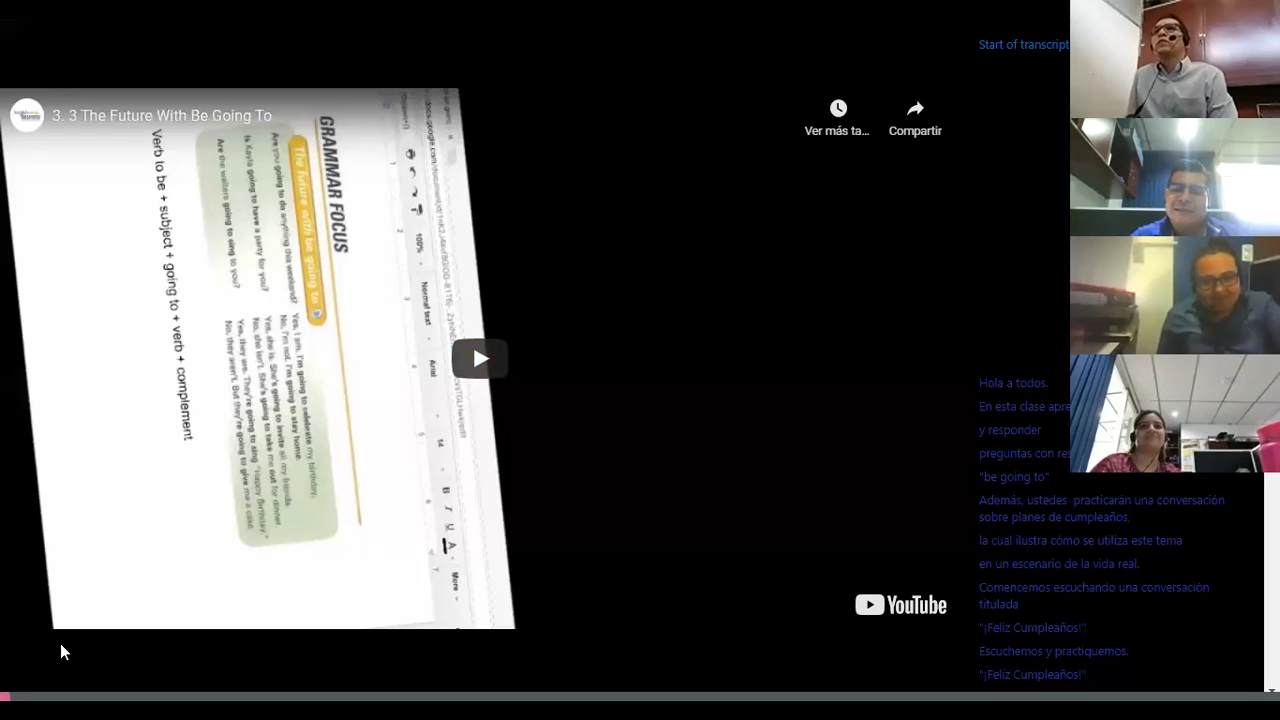 3. 3 The Future With Be Going To
Ver más ta...
Compartir
GRAMMAR FOCUS
The future with be going to
Are you going to do anything this weekend?
Yes, I am. I'm going to celebrate my birthday.
No, I'm not. I'm going to stay home.
Is Kayla going to have a party for you?
Yes, she is. She's going to invite all my friends.
No, she isn't. She's going to take me out for dinner.
Are the waiters going to sing to you?
Yes, they are. They're going to sing "Happy Birthday."
No, they aren't. But they're going to give me a cake.
Verb to be + subject + going to + verb + complement
100%
Normal text
Arial
14
B
I
U
A
More
YouTube
Start of transcript
Hola a todos.
En esta clase apre
y responder
preguntas con res
"be going to"
Además, ustedes practicarán una conversación
sobre planes de cumpleaños,
la cual ilustra cómo se utiliza este tema
en un escenario de la vida real.
Comencemos escuchando una conversación
titulada
"¡Feliz Cumpleaños!"
Escuchemos y practiquemos.
"¡Feliz Cumpleaños!"